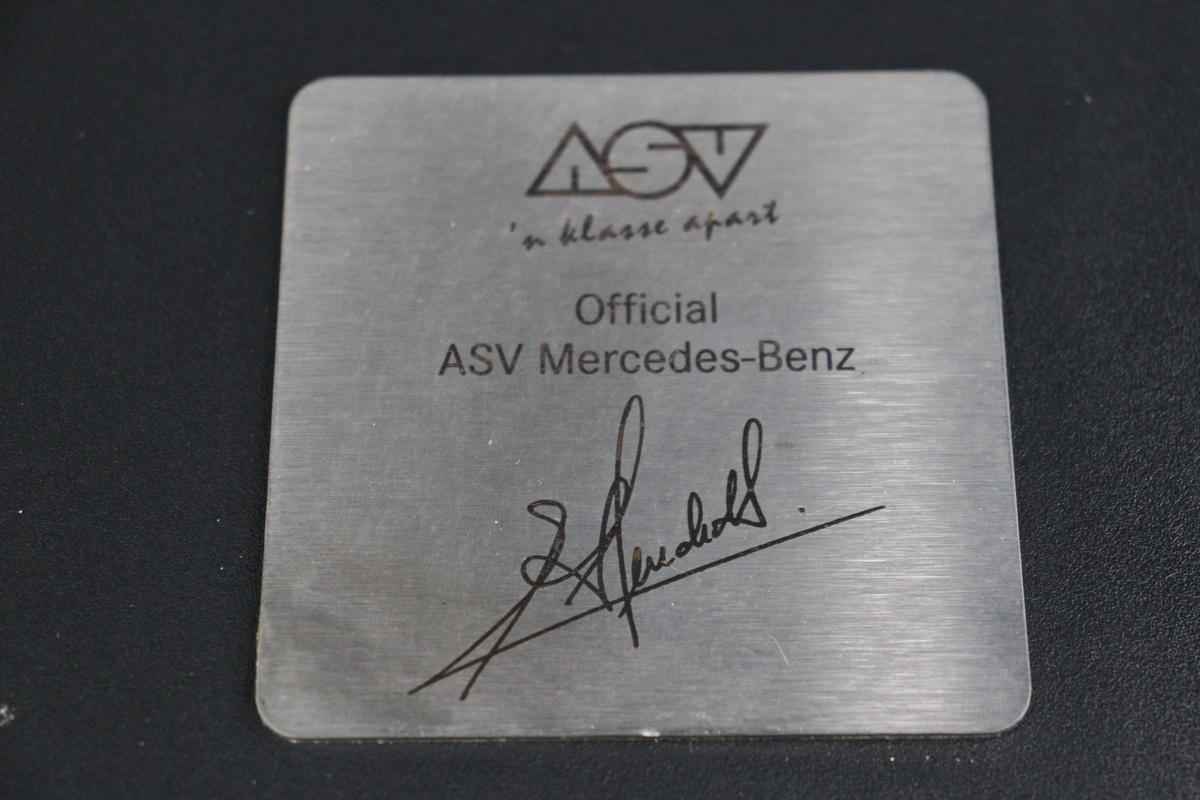 ASV
'n klasse apart
Official
ASV Mercedes-Benz